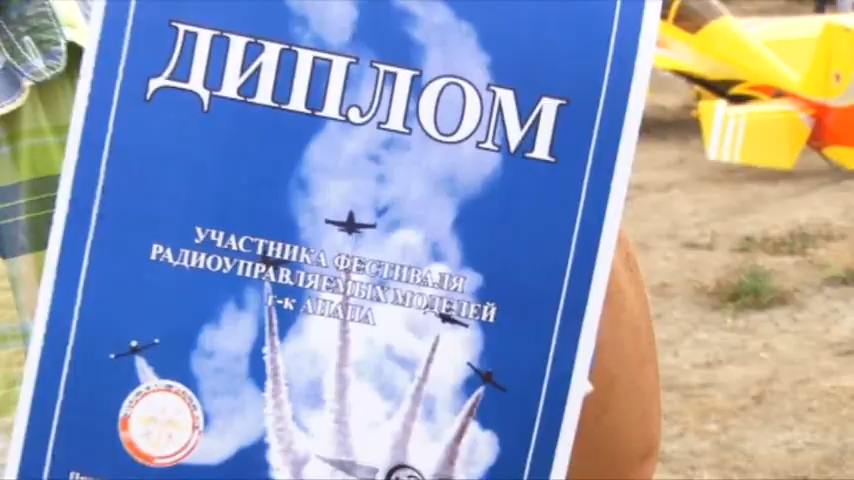 ДИПЛОМ
УЧАСТНИКА ФЕСТИВАЛЯ
РАДИОУПРАВЛЯЕМЫХ МОДЕЛЕЙ
г-к АНАПА